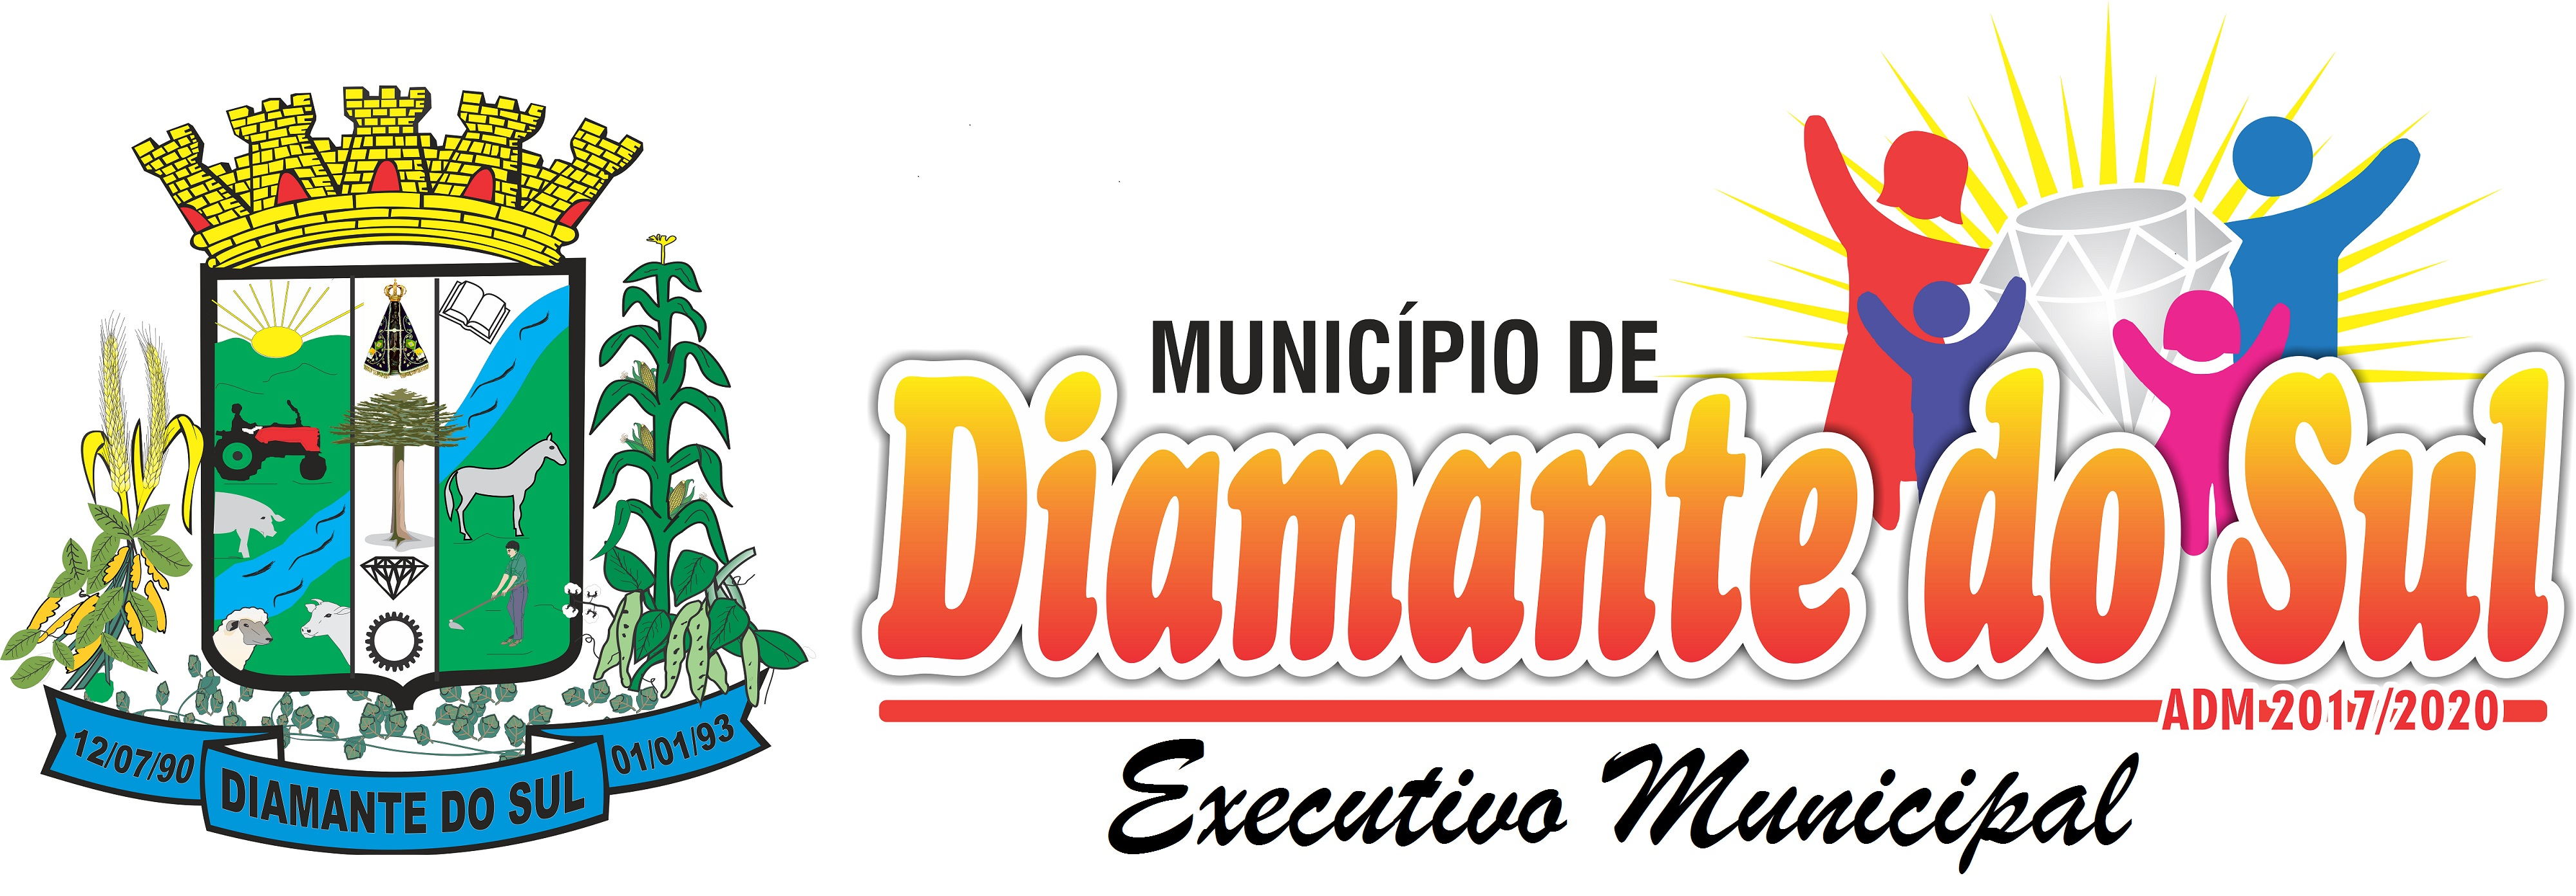 12/07/90
DIAMANTE DO SUL
01/01/93
MUNICÍPIO DE
Diamante do Sul
ADM-2017/2020
Executivo Municipal